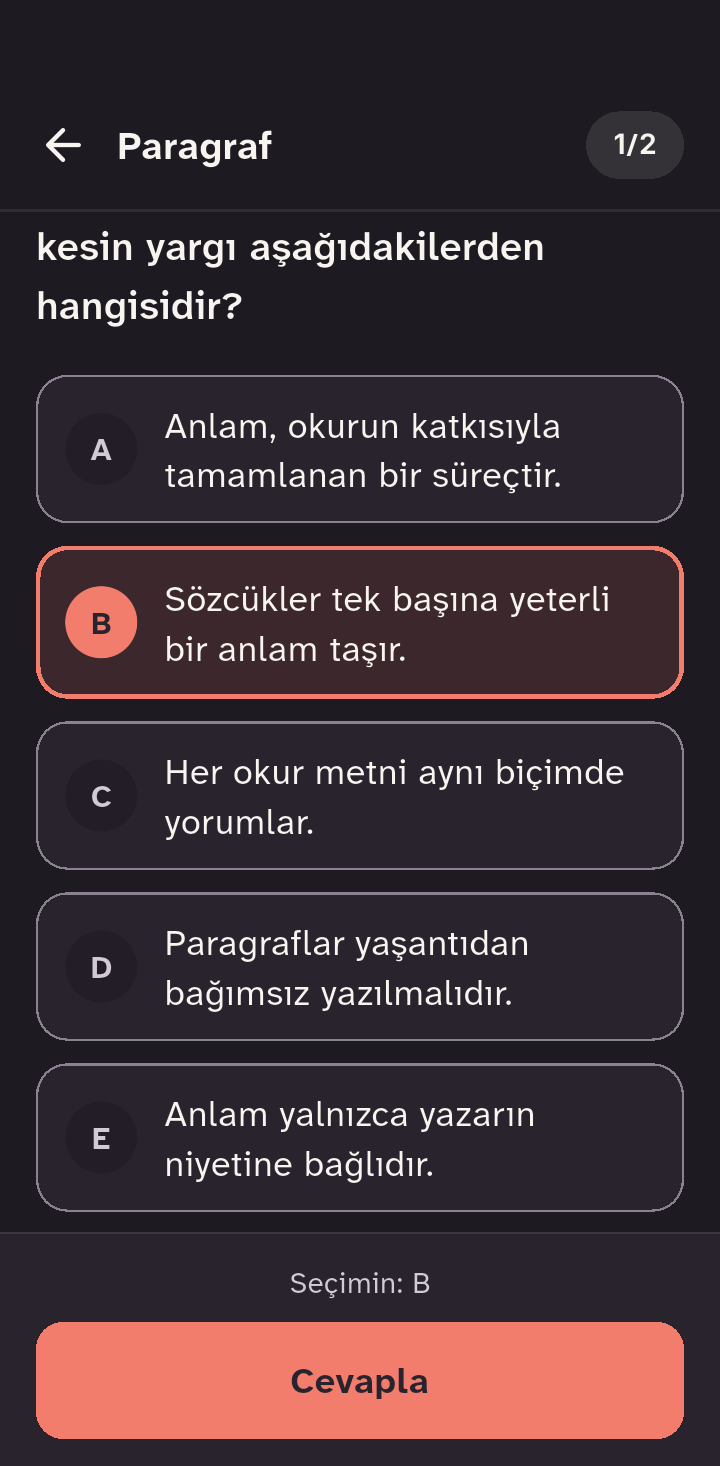 Paragraf
1/2
kesin yargı aşağıdakilerden
hangisidir?
A
Anlam, okurun katkısıyla
tamamlanan bir süreçtir.
B
Sözcükler tek başına yeterli
bir anlam taşır.
C
Her okur metni aynı biçimde
yorumlar.
D
Paragraflar yaşantıdan
bağımsız yazılmalıdır.
E
Anlam yalnızca yazarın
niyetine bağlıdır.
Seçimin: B
Cevapla